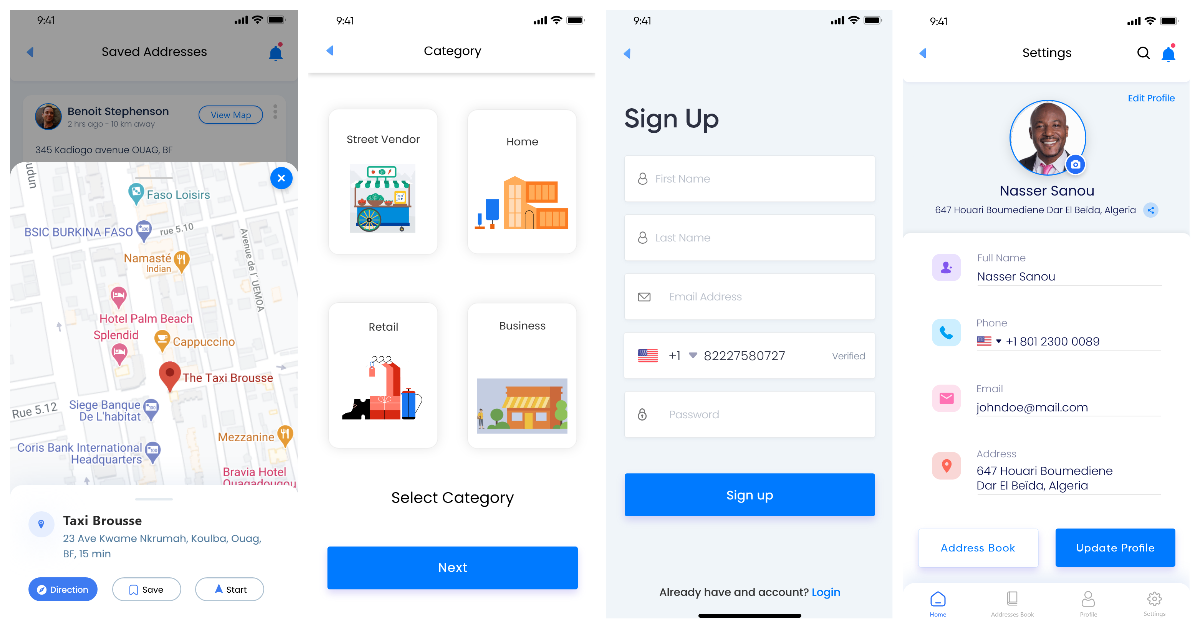 9:41
Saved Addresses
Benoit Stephenson
2 hrs ago - 10 km away
View Map
345 Kadiogo avenue OUAG, BF
udun
Faso Loisirs
BSIC BURKINA FASO
rue 5.10
Avenue de l' UEMOA
Namasté
Indian
Hotel Palm Beach
Splendid
Cappuccino
The Taxi Brousse
Rue 5.12
Siege Banque
De L'habitat
Mezzanine
Coris Bank International
Headquarters
Bravia Hotel
Ouagadougou
Taxi Brousse
23 Ave Kwame Nkrumah, Koulba, Ouag,
BF, 15 min
Direction
Save
Start
9:41
Category
Street Vendor
Home
Retail
Business
Select Category
Next
9:41
Sign Up
First Name
Last Name
Email Address
+1 82227580727 Verified
Password
Sign up
Already have and account? Login
9:41
Settings
Edit Profile
Nasser Sanou
647 Houari Boumediene Dar El Beïda, Algeria
Full Name
Nasser Sanou
Phone
+1 801 2300 0089
Email
johndoe@mail.com
Address
647 Houari Boumediene
Dar El Beïda, Algeria
Address Book
Update Profile
Home
Addresses Book
Profile
Settings